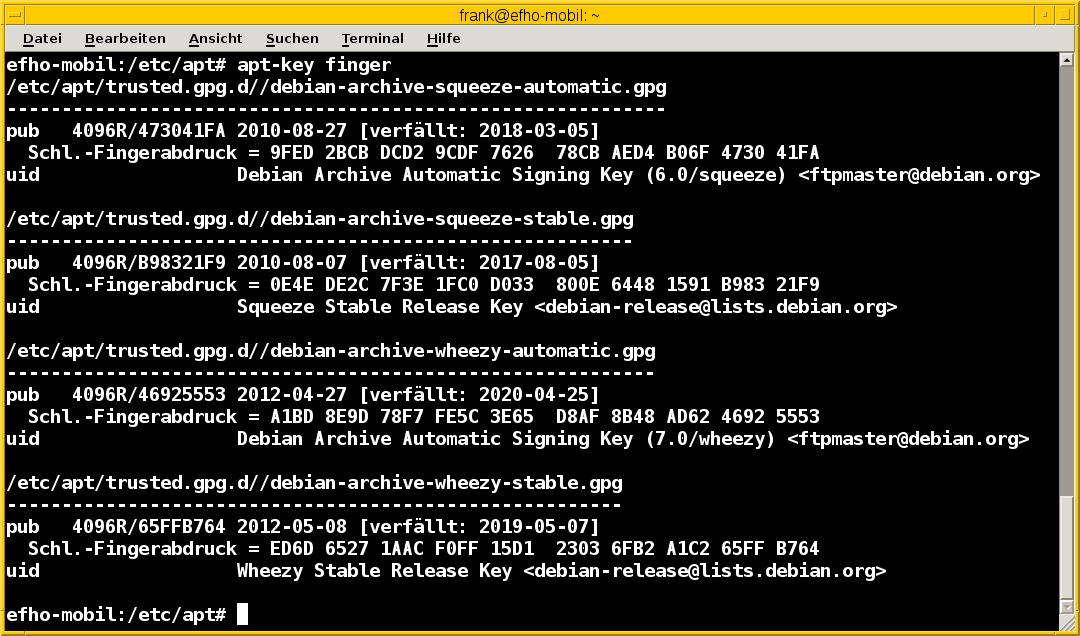 frank@efho-mobil: ~
Datei Bearbeiten Ansicht Suchen Terminal Hilfe
efho-mobil:/etc/apt# apt-key finger
/etc/apt/trusted.gpg.d//debian-archive-squeeze-automatic.gpg
------------------------------------------------------------
pub   4096R/473041FA 2010-08-27 [verfällt: 2018-03-05]
  Schl.-Fingerabdruck = 9FED 2BCB DCD2 9CDF 7626  78CB AED4 B06F 4730 41FA
uid                  Debian Archive Automatic Signing Key (6.0/squeeze) <ftpmaster@debian.org>
/etc/apt/trusted.gpg.d//debian-archive-squeeze-stable.gpg
---------------------------------------------------------
pub   4096R/B98321F9 2010-08-07 [verfällt: 2017-08-05]
  Schl.-Fingerabdruck = 0E4E DE2C 7F3E 1FC0 D033  800E 6448 1591 B983 21F9
uid                  Squeeze Stable Release Key <debian-release@lists.debian.org>
/etc/apt/trusted.gpg.d//debian-archive-wheezy-automatic.gpg
-----------------------------------------------------------
pub   4096R/46925553 2012-04-27 [verfällt: 2020-04-25]
  Schl.-Fingerabdruck = A1BD 8E9D 78F7 FE5C 3E65  D8AF 8B48 AD62 4692 5553
uid                  Debian Archive Automatic Signing Key (7.0/wheezy) <ftpmaster@debian.org>
/etc/apt/trusted.gpg.d//debian-archive-wheezy-stable.gpg
--------------------------------------------------------
pub   4096R/65FFB764 2012-05-08 [verfällt: 2019-05-07]
  Schl.-Fingerabdruck = ED6D 6527 1AAC F0FF 15D1  2303 6FB2 A1C2 65FF B764
uid                  Wheezy Stable Release Key <debian-release@lists.debian.org>
efho-mobil:/etc/apt#